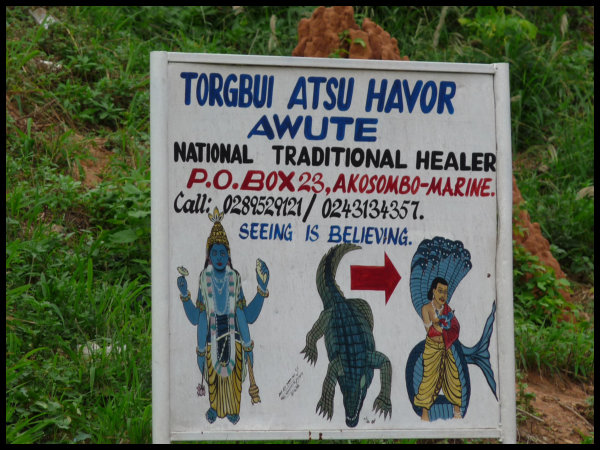 TORGBUI ATSU HAVOR
AWUTE
NATIONAL TRADITIONAL HEALER
P.O.BOX 23, AKOSOMBO-MARINE.
Call: 0289529121/ 0243134357.
SEEING IS BELIEVING.